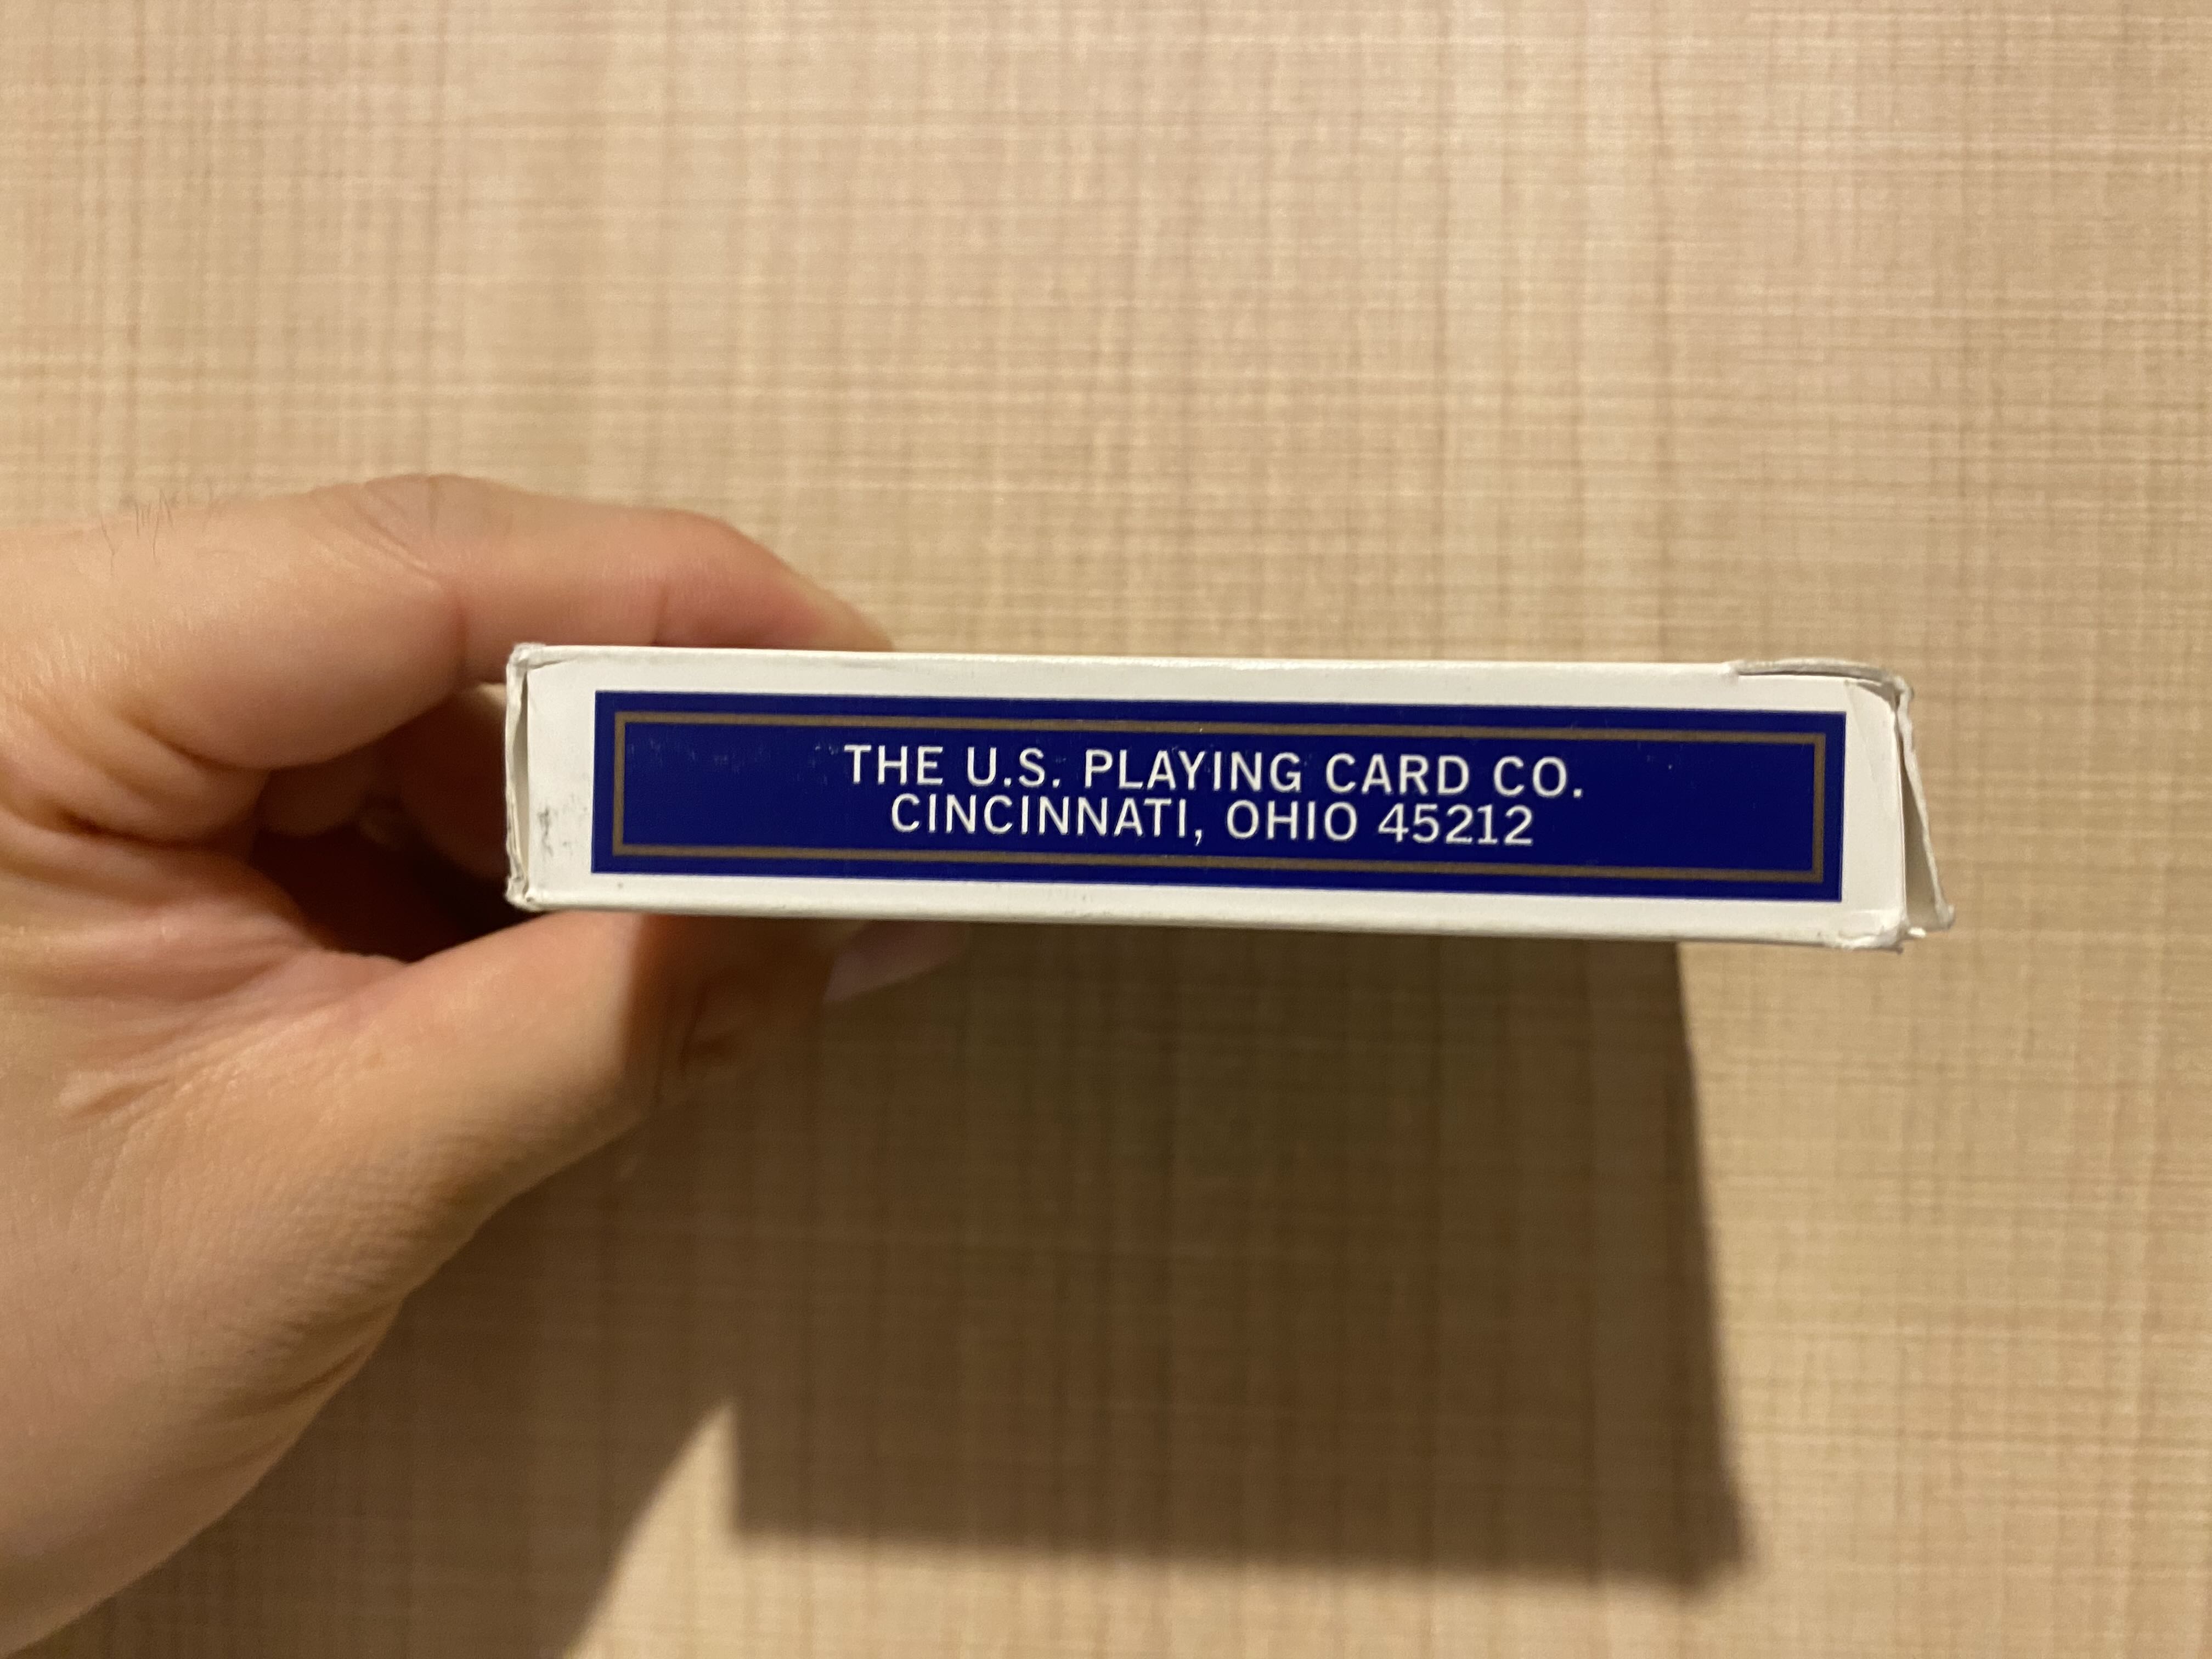 THE U.S. PLAYING CARD CO.
CINCINNATI, OHIO 45212